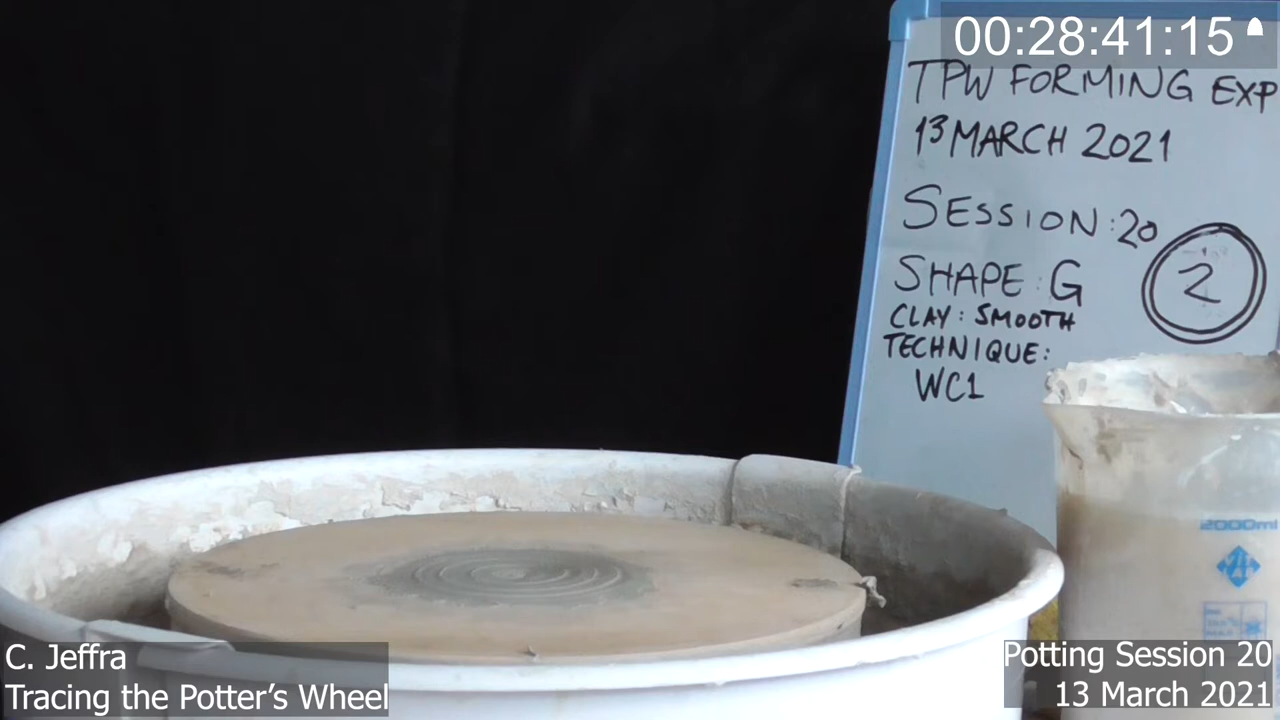 00:28:41:15
TPW FORMING EXP
13 MARCH 2021
SESSION: 20
2
SHAPE: G
CLAY: SMOOTH
TECHNIQUE:
WC1
2000ml
C. Jeffra
Tracing the Potter's Wheel
Potting Session 20
13 March 2021